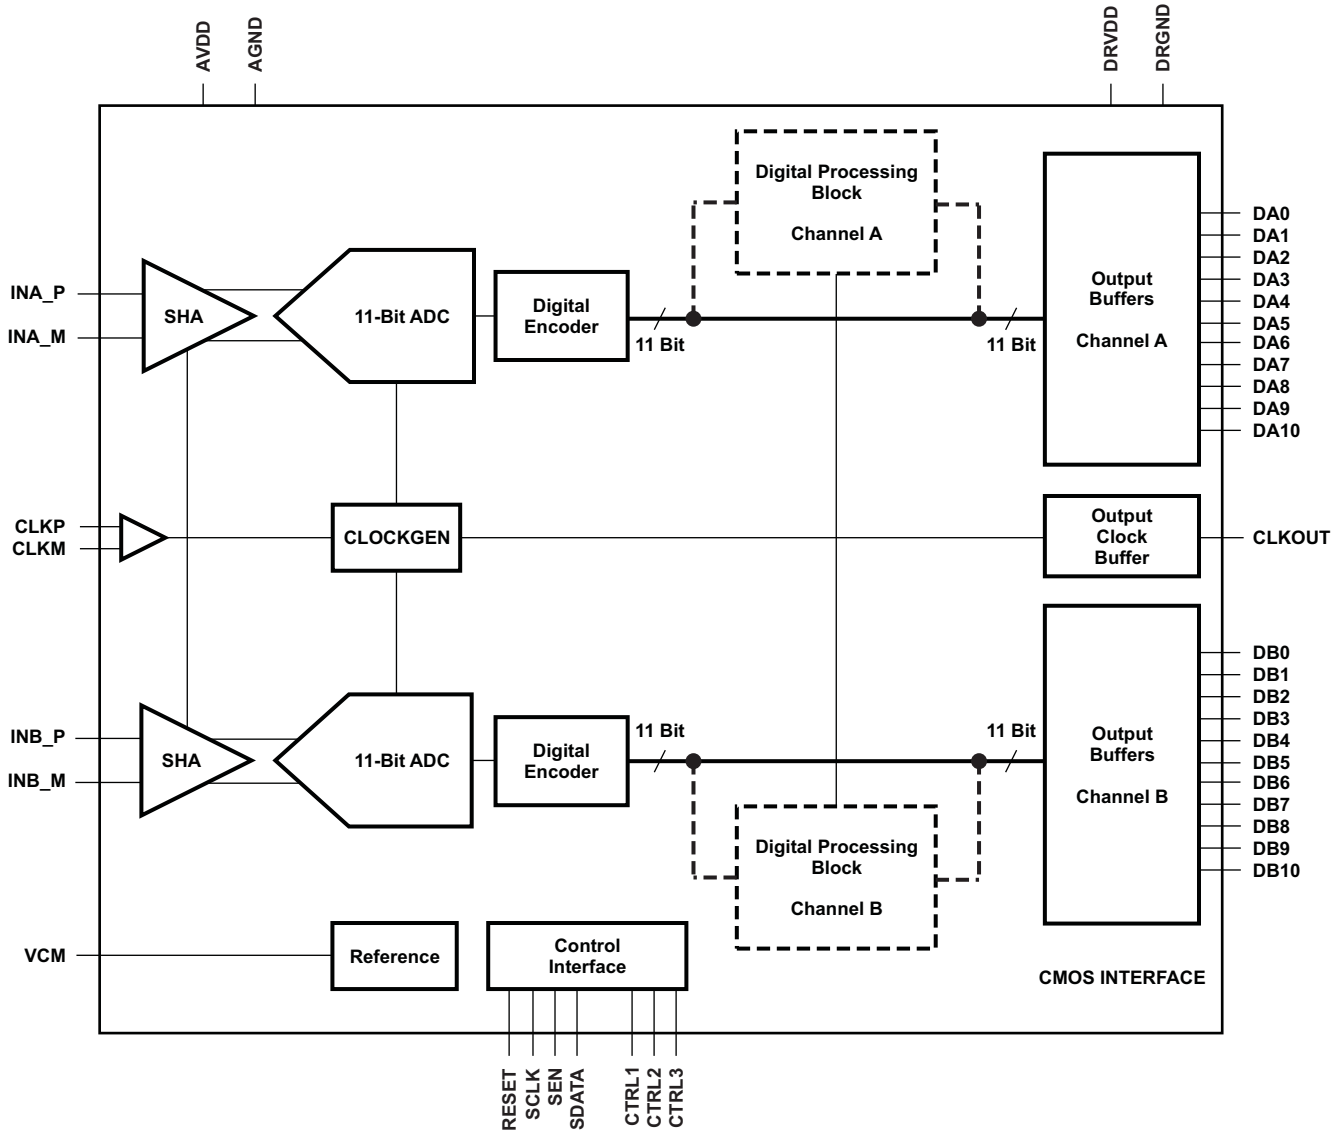 AVDD
AGND
DRVDD
DRGND
Digital Processing
Block
Channel A
INA_P
INA_M
SHA
11-Bit ADC
Digital
Encoder
11 Bit
11 Bit
Output
Buffers
Channel A
DA0
DA1
DA2
DA3
DA4
DA5
DA6
DA7
DA8
DA9
DA10
CLKP
CLKM
CLOCKGEN
Output
Clock
Buffer
CLKOUT
INB_P
INB_M
SHA
11-Bit ADC
Digital
Encoder
11 Bit
11 Bit
Output
Buffers
Channel B
DB0
DB1
DB2
DB3
DB4
DB5
DB6
DB7
DB8
DB9
DB10
Digital Processing
Block
Channel B
VCM
Reference
Control
Interface
CMOS INTERFACE
RESET
SCLK
SEN
SDATA
CTRL1
CTRL2
CTRL3